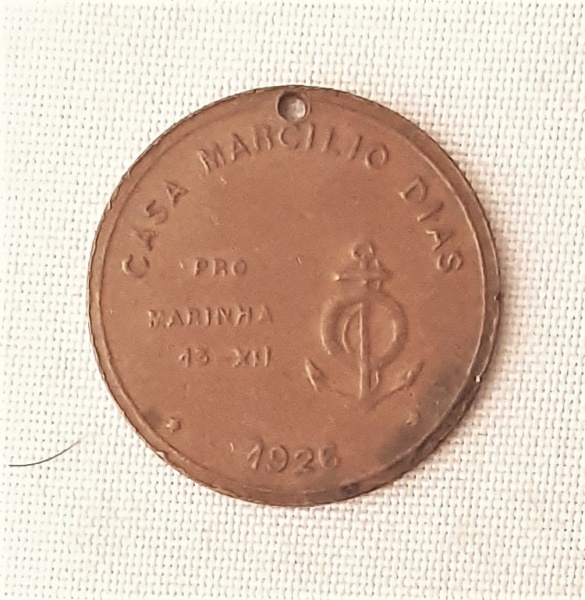 CASA MARCILIO DIAS
PRO
MARINHA
13-XII
1926